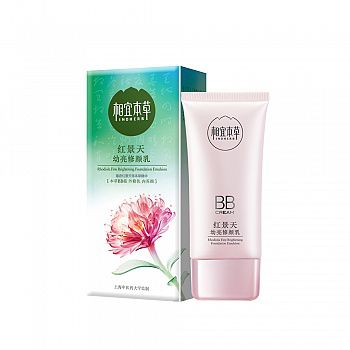 相宜本草
INOHERB
红景天
幼亮修颜乳
Rhodiola Fine Brightening Foundation Emulsion
上海中医药大学监制
相宜本草
INOHERB
BB
CREAM
红景天
幼亮修颜乳
Rhodiola Fine Brightening
Foundation Emulsion